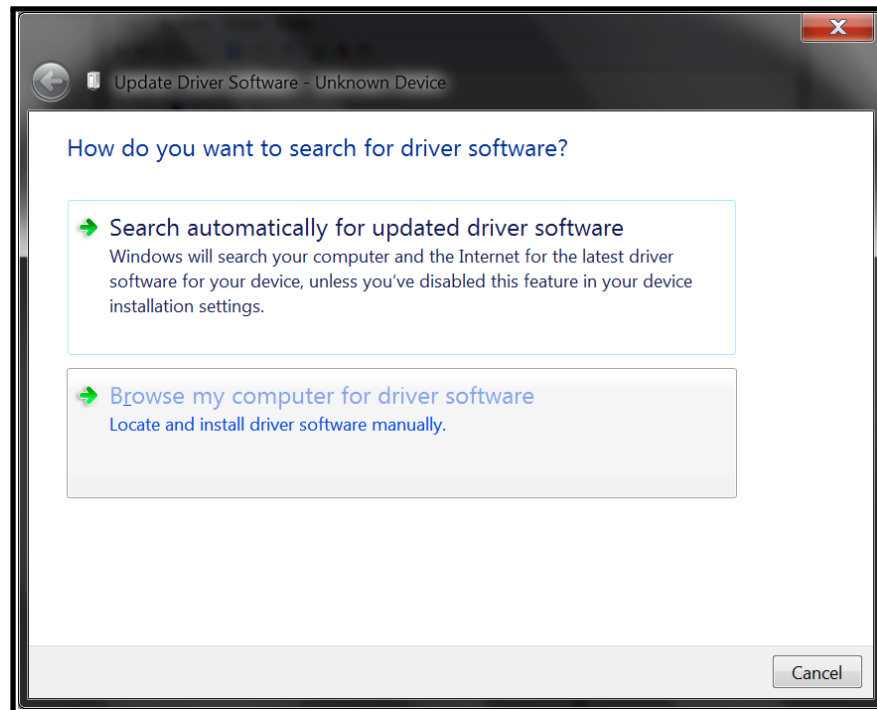 Update Driver Software - Unknown Device
How do you want to search for driver software?
Search automatically for updated driver software
Windows will search your computer and the Internet for the latest driver
software for your device, unless you've disabled this feature in your device
installation settings.
Browse my computer for driver software
Locate and install driver software manually.
Cancel